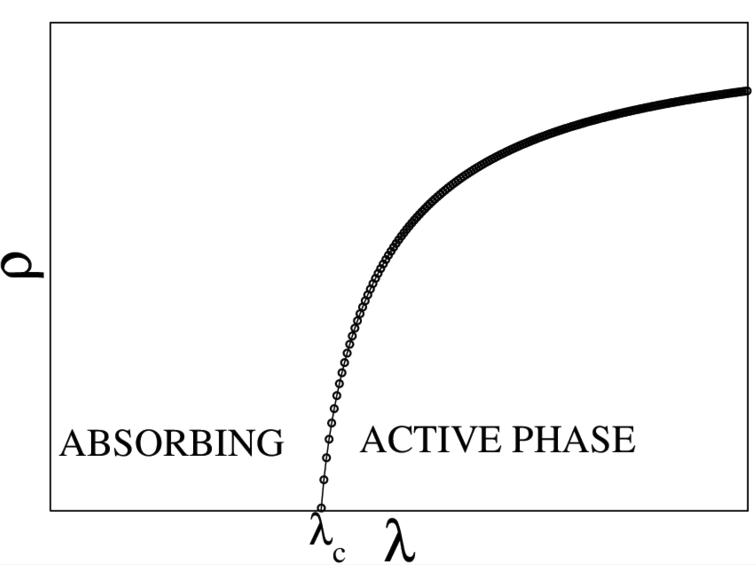 ρ
ABSORBING
ACTIVE PHASE
λc
λ